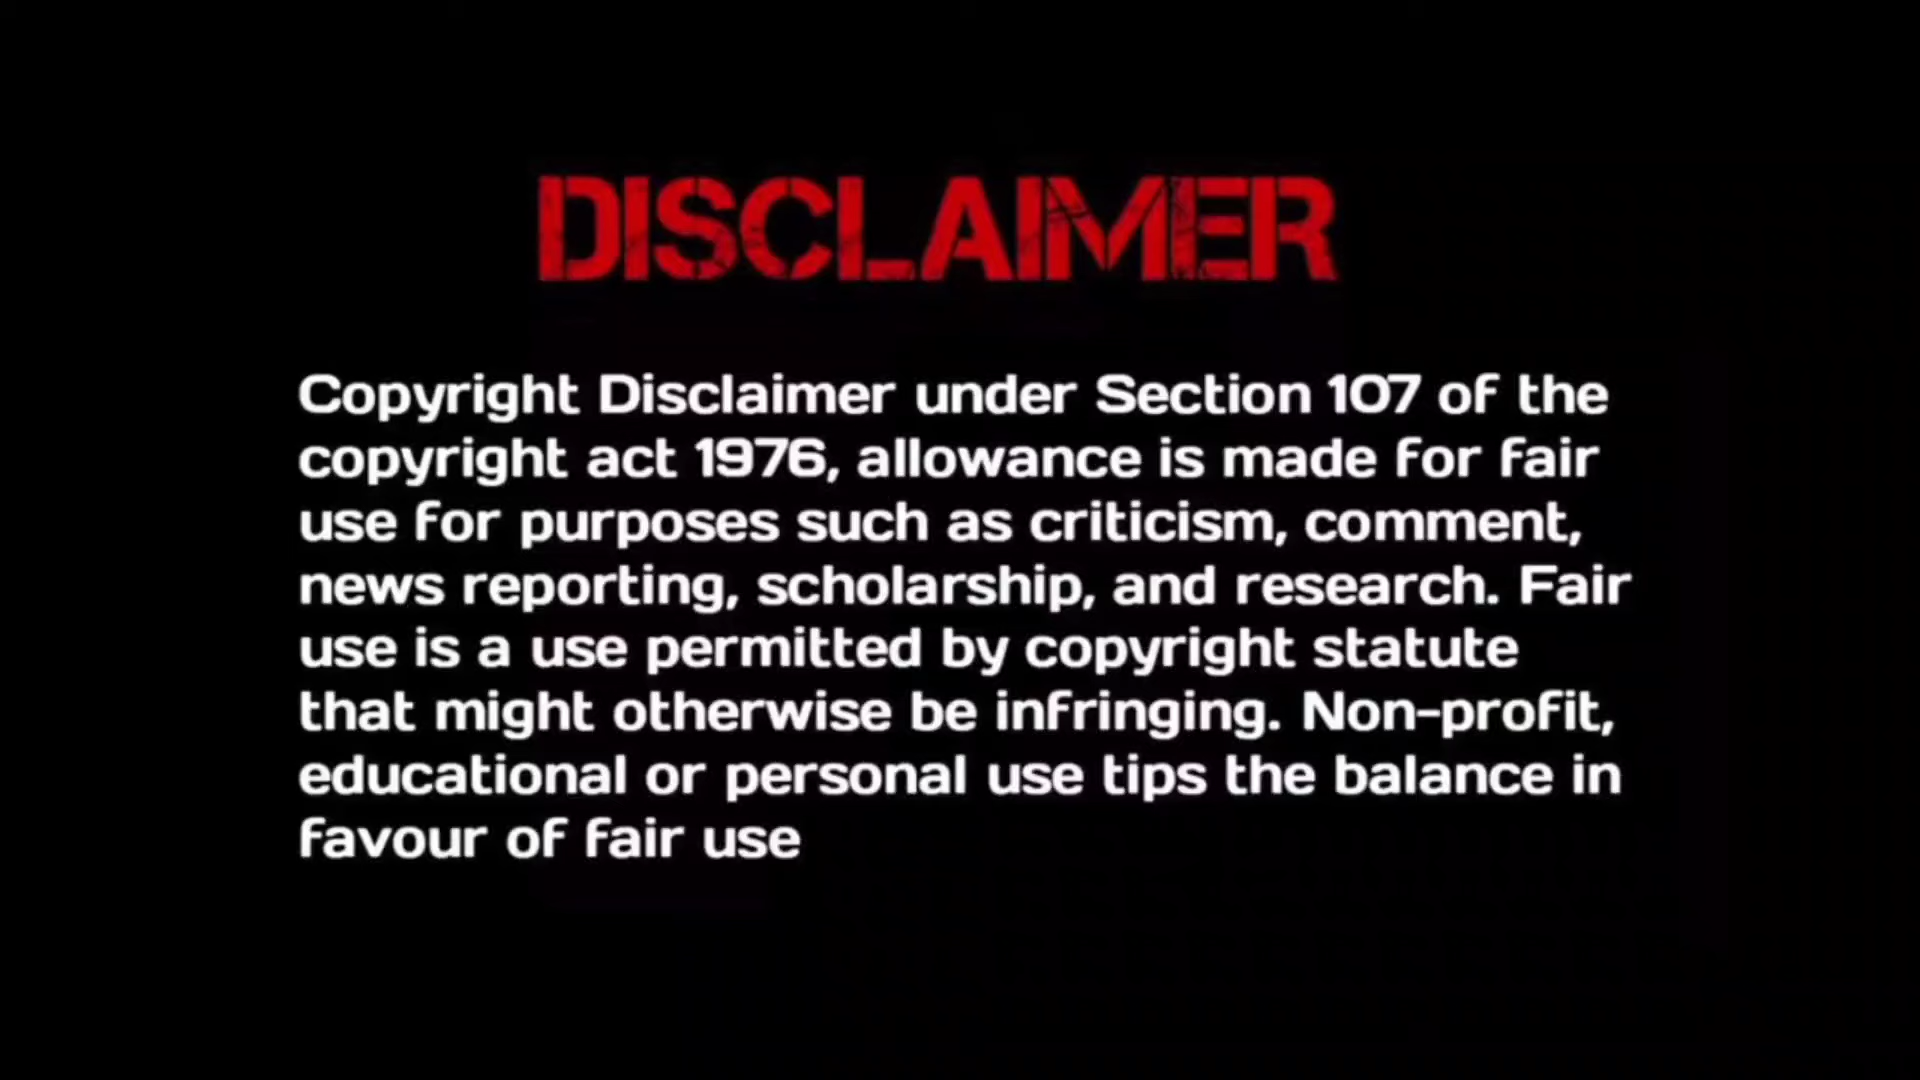 DISCLAIMER
Copyright Disclaimer under Section 107 of the
copyright act 1976, allowance is made for fair
use for purposes such as criticism, comment,
news reporting, scholarship, and research. Fair
use is a use permitted by copyright statute
that might otherwise be infringing. Non-profit,
educational or personal use tips the balance in
favour of fair use